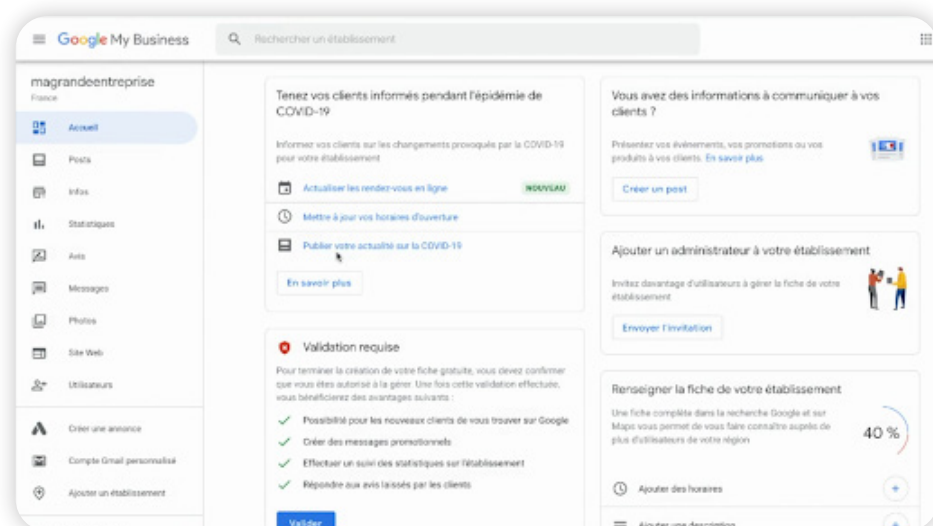 Google My Business
Rechercher un établissement
magrandeentreprise
France
Accueil
Posts
Infos
Statistiques
Avis
Messages
Photos
Site Web
Utilisateurs
Créer une annonce
Compte Gmail personnalisé
Ajouter un établissement
Tenez vos clients informés pendant l'épidémie de
COVID-19
Informez vos clients sur les changements provoqués par la COVID-19
pour votre établissement
Actualiser les rendez-vous en ligne
NOUVEAU
Mettre à jour vos horaires d'ouverture
Publier votre actualité sur la COVID-19
En savoir plus
Validation requise
Pour terminer la création de votre fiche gratuite, vous devez confirmer
que vous êtes autorisé à la gérer. Une fois cette validation effectuée,
vous bénéficierez des avantages suivants :
Possibilité pour les nouveaux clients de vous trouver sur Google
Créer des messages promotionnels
Effectuer un suivi des statistiques sur l'établissement
Répondre aux avis laissés par les clients
Valider
Vous avez des informations à communiquer à vos
clients ?
Présentez vos événements, vos promotions ou vos
produits à vos clients. En savoir plus
Créer un post
Ajouter un administrateur à votre établissement
Invitez davantage d'utilisateurs à gérer la fiche de votre
établissement
Envoyer l'invitation
Renseigner la fiche de votre établissement
Une fiche complète dans la recherche Google et sur
Maps vous permet de vous faire connaître auprès de
plus d'utilisateurs de votre région
40 %
Ajouter des horaires
Ajouter une description